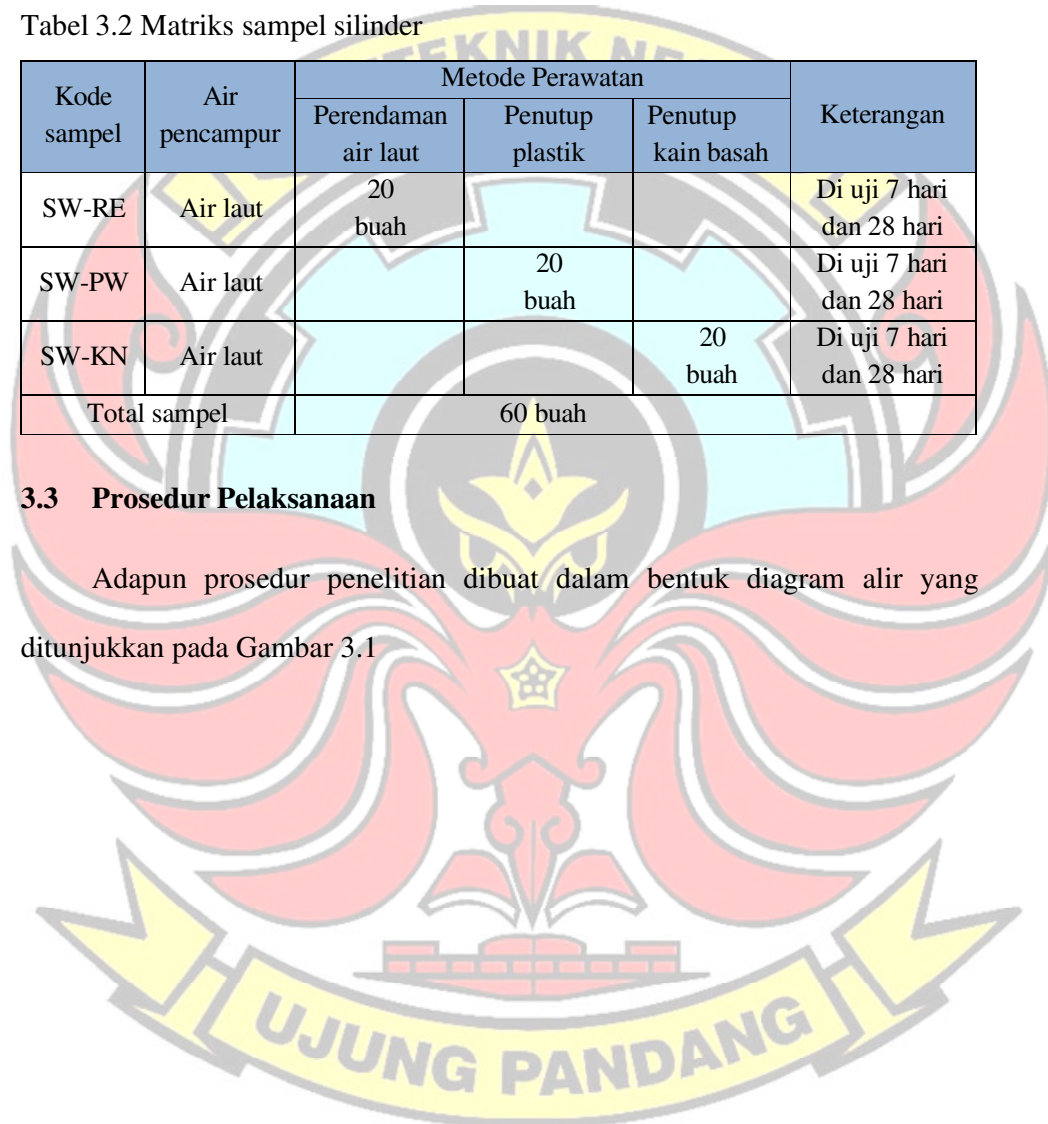 Tabel 3.2 Matriks sampel silinder
TEKNIK NE
Kode sampel Air pencampur Metode Perawatan Keterangan
Perendaman air laut Penutup plastik Penutup kain basah
SW-RE Air laut 20 buah Di uji 7 hari dan 28 hari
SW-PW Air laut 20 buah Di uji 7 hari dan 28 hari
SW-KN Air laut 20 buah Di uji 7 hari dan 28 hari
Total sampel 60 buah
3.3 Prosedur Pelaksanaan
Adapun prosedur penelitian dibuat dalam bentuk diagram alir yang
ditunjukkan pada Gambar 3.1
UJUNG PANDANG